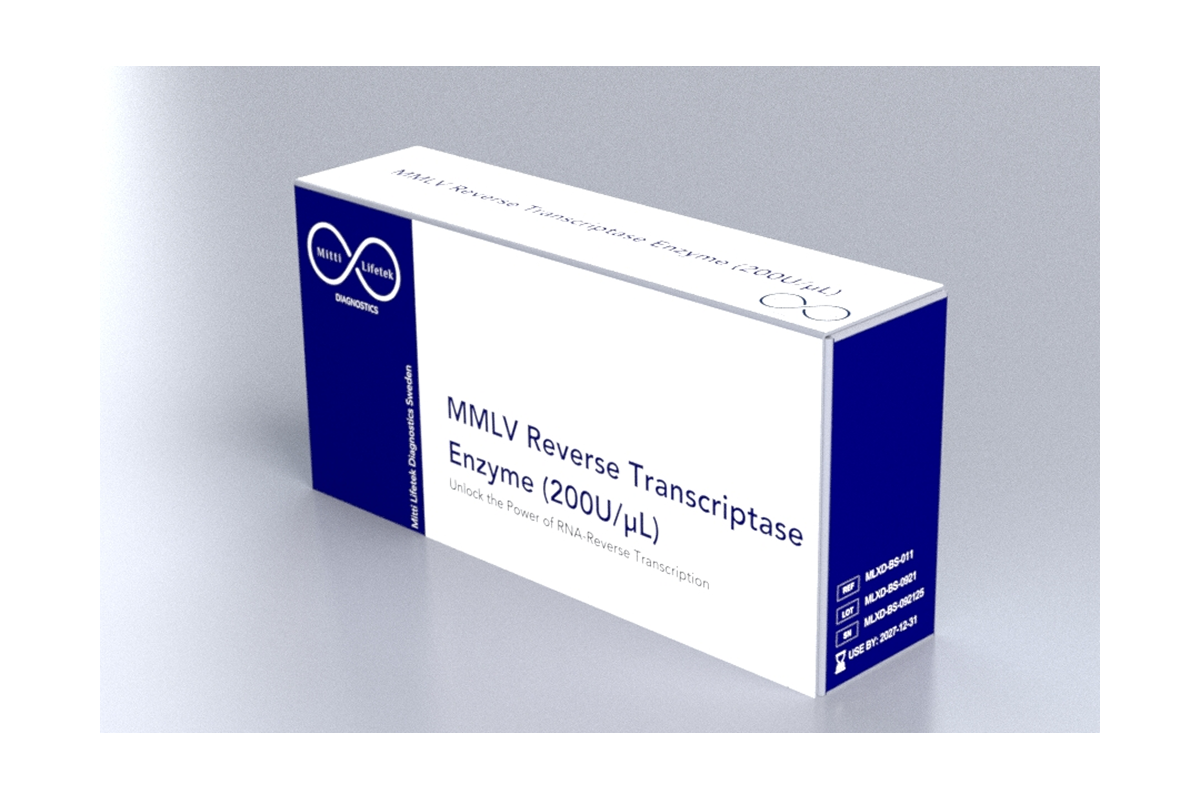 MMLV Reverse Transcriptase Enzyme (200U/µL)
Mitti Lifetek
DIAGNOSTICS
Mitti Lifetek Diagnostics Sweden
MMLV Reverse Transcriptase
Enzyme (200U/µL)
Unlock the Power of RNA-Reverse Transcription
REF MLXD-BS-011
LOT MLXD-BS-0921
SN MLXD-BS-092125
USE BY: 2027-12-31